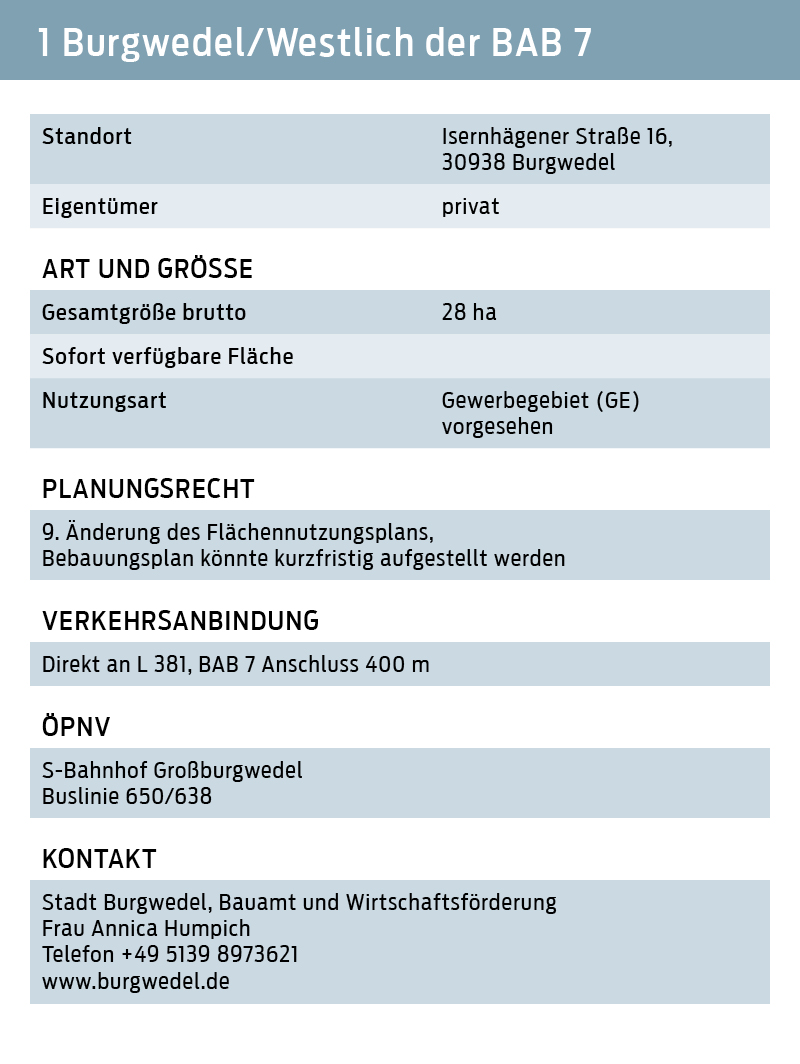 1 Burgwedel/Westlich der BAB 7
Standort
Isernhägener Straße 16,
30938 Burgwedel
Eigentümer
privat
ART UND GRÖSSE
Gesamtgröße brutto
28 ha
Sofort verfügbare Fläche
Nutzungsart
Gewerbegebiet (GE)
vorgesehen
PLANUNGSRECHT
9. Änderung des Flächennutzungsplans,
Bebauungsplan könnte kurzfristig aufgestellt werden
VERKEHRSANBINDUNG
Direkt an L 381, BAB 7 Anschluss 400 m
ÖPNV
S-Bahnhof Großburgwedel
Buslinie 650/638
KONTAKT
Stadt Burgwedel, Bauamt und Wirtschaftsförderung
Frau Annica Humpich
Telefon +49 5139 8973621
www.burgwedel.de